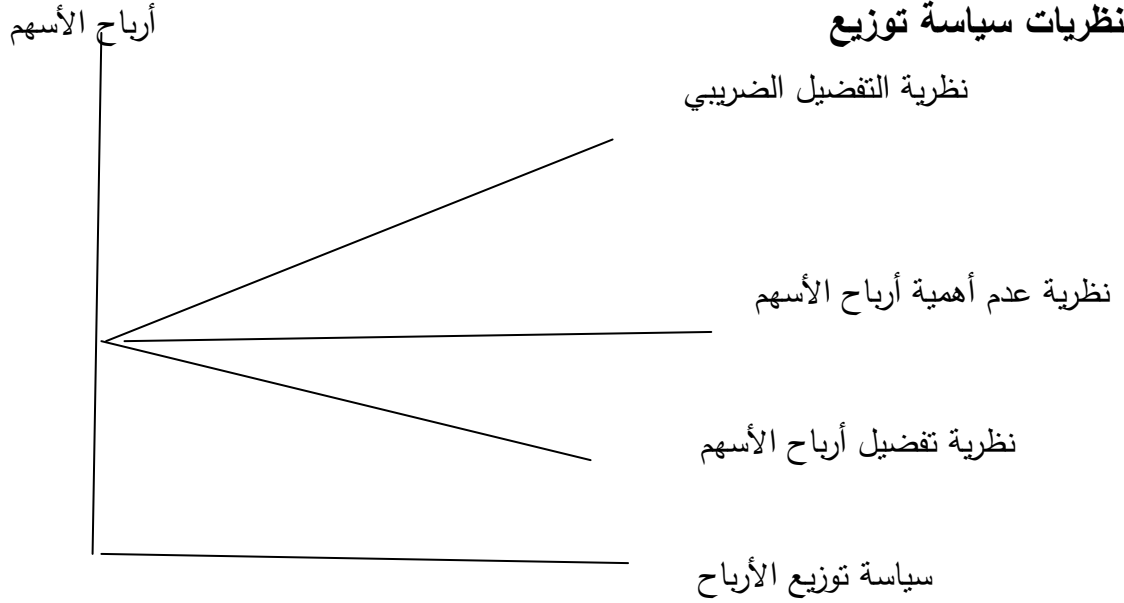 نظريات سياسة توزيع
أرباح الأسهم
نظرية التفضيل الضريبي
نظرية عدم أهمية أرباح الأسهم
نظرية تفضيل أرباح الأسهم
سياسة توزيع الأرباح